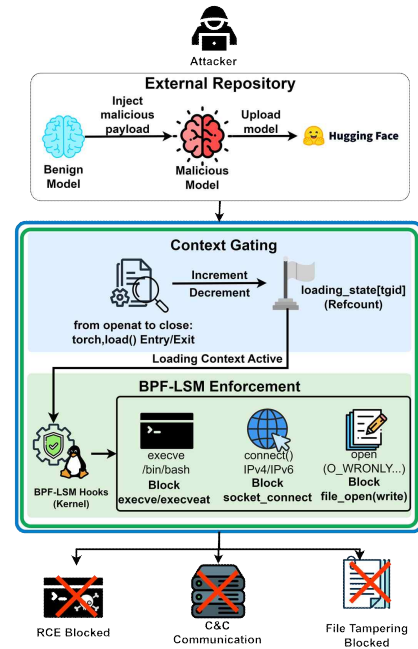 Attacker
External Repository
Inject
malicious
payload
Upload
model
Hugging Face
Benign
Model
Malicious
Model
Context Gating
Increment
Decrement
loading_state[tgid]
(Refcount)
from openat to close:
torch,load() Entry/Exit
Loading Context Active
BPF-LSM Enforcement
BPF-LSM Hooks
(Kernel)
execve
/bin/bash
Block
execve/execveat
connect()
IPv4/IPv6
Block
socket_connect
open
(O_WRONLY...)
Block
file_open(write)
RCE Blocked
C&C
Communication
File Tampering
Blocked